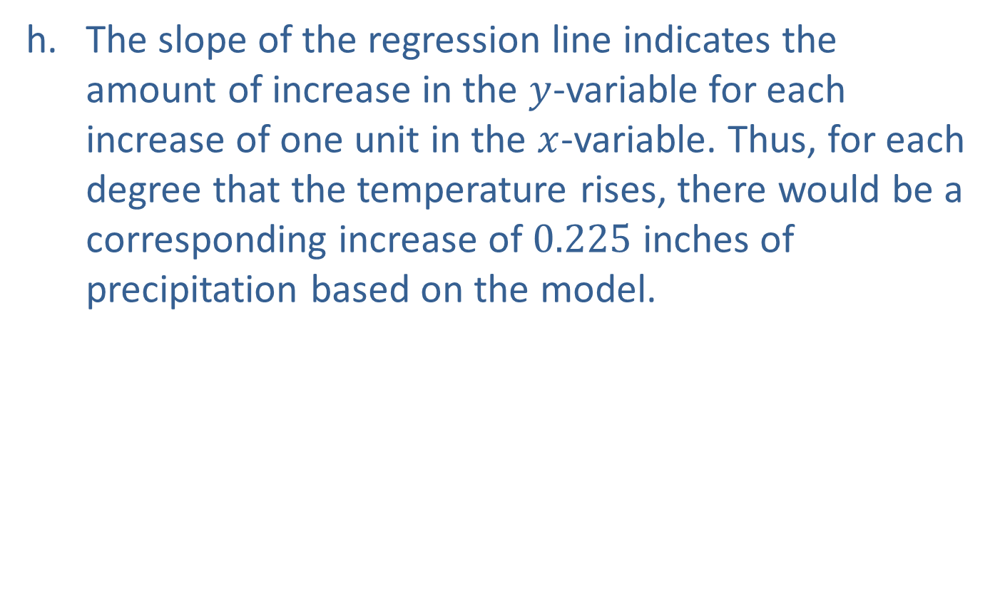 h. The slope of the regression line indicates the
amount of increase in the y-variable for each
increase of one unit in the x-variable. Thus, for each
degree that the temperature rises, there would be a
corresponding increase of 0.225 inches of
precipitation based on the model.